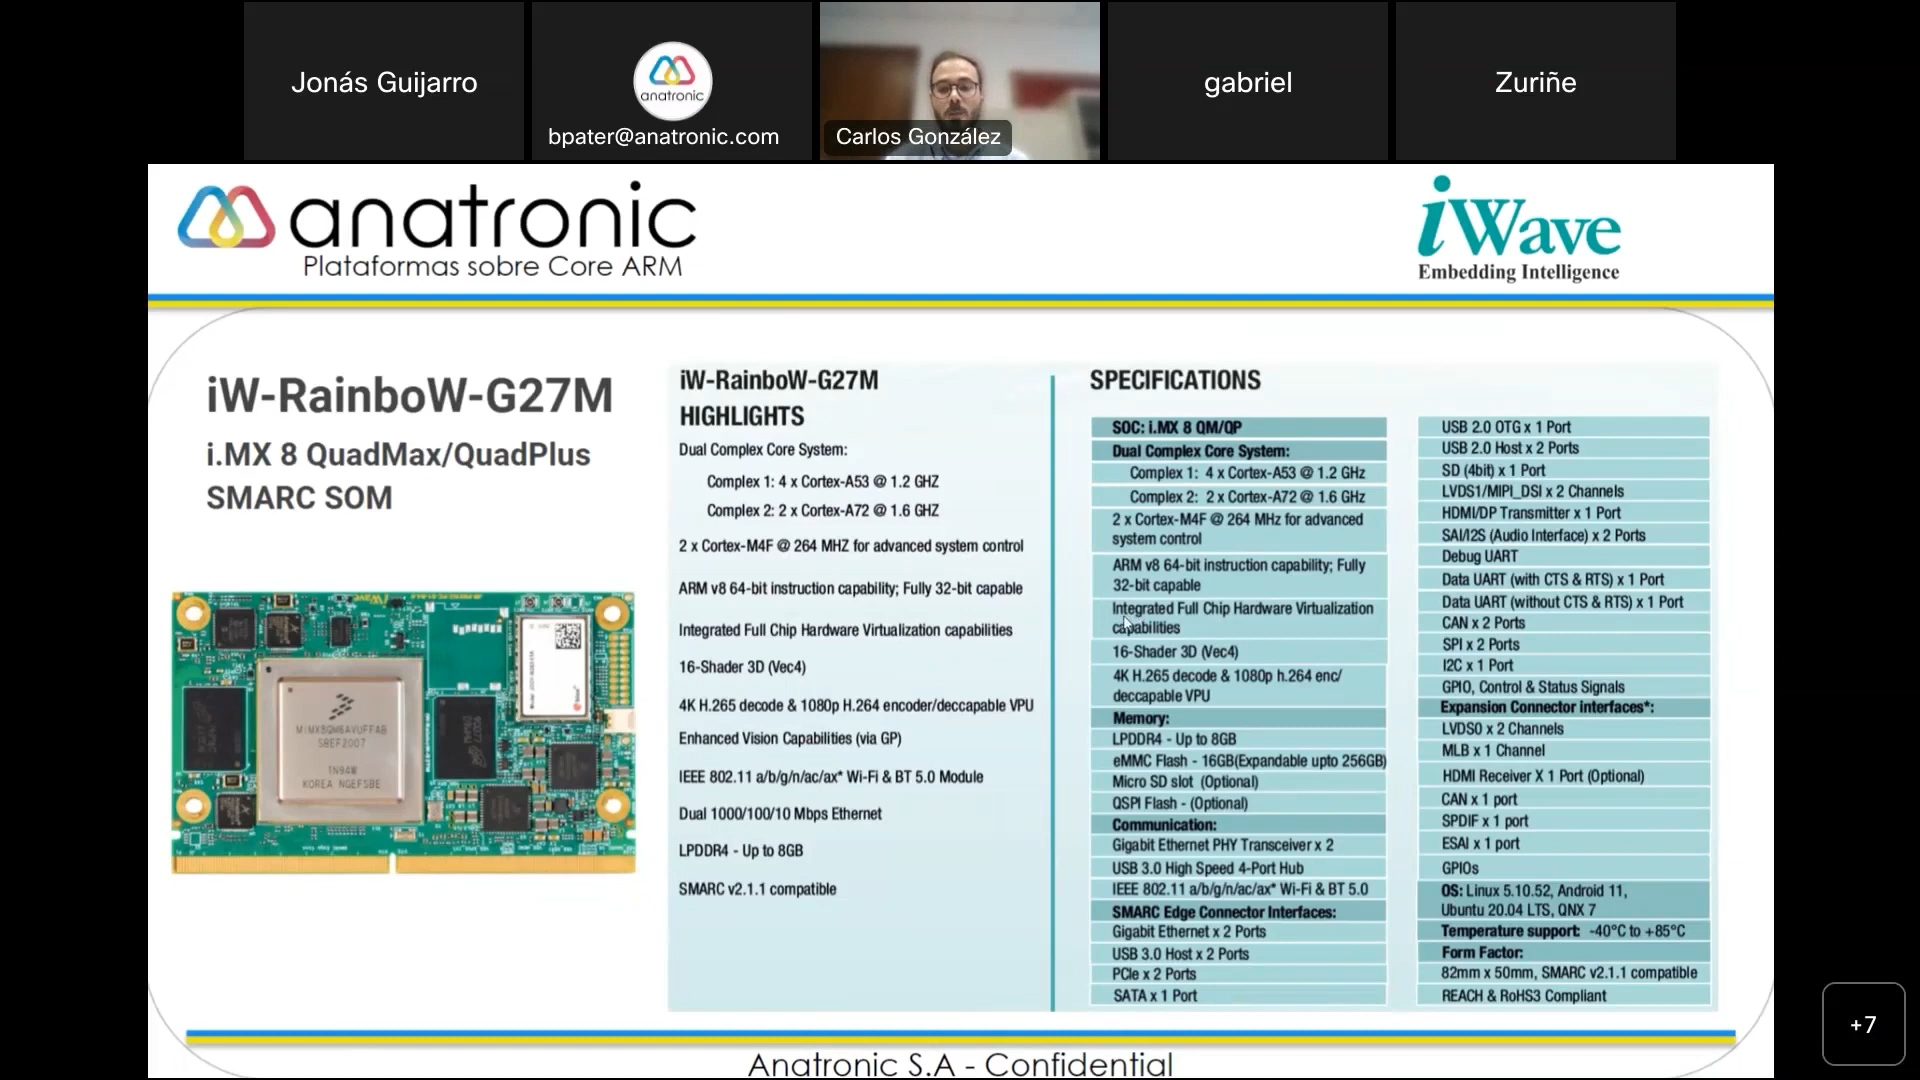 Jonás Guijarro
anatronic
bpater@anatronic.com
Carlos González
gabriel
Zuriñe
anatronic
Plataformas sobre Core ARM
iWave
Embedding Intelligence
iW-RainboW-G27M
i.MX 8 QuadMax/QuadPlus
SMARC SOM
iWave
MIMX8QM6AVUFFAB
SBEF2007
1N94W
KOREA NGEFSBE
iW-RainboW-G27M
HIGHLIGHTS
Dual Complex Core System:
Complex 1: 4 x Cortex-A53 @ 1.2 GHZ
Complex 2: 2 x Cortex-A72 @ 1.6 GHZ
2 x Cortex-M4F @ 264 MHZ for advanced system control
ARM v8 64-bit instruction capability; Fully 32-bit capable
Integrated Full Chip Hardware Virtualization capabilities
16-Shader 3D (Vec4)
4K H.265 decode & 1080p H.264 encoder/deccapable VPU
Enhanced Vision Capabilities (via GP)
IEEE 802.11 a/b/g/n/ac/ax* Wi-Fi & BT 5.0 Module
Dual 1000/100/10 Mbps Ethernet
LPDDR4 - Up to 8GB
SMARC v2.1.1 compatible
SPECIFICATIONS
SOC: i.MX 8 QM/QP
Dual Complex Core System:
Complex 1: 4 x Cortex-A53 @ 1.2 GHz
Complex 2: 2 x Cortex-A72 @ 1.6 GHz
2 x Cortex-M4F @ 264 MHz for advanced
system control
ARM v8 64-bit instruction capability; Fully
32-bit capable
Integrated Full Chip Hardware Virtualization
capabilities
16-Shader 3D (Vec4)
4K H.265 decode & 1080p h.264 enc/
deccapable VPU
Memory:
LPDDR4 - Up to 8GB
eMMC Flash - 16GB(Expandable upto 256GB)
Micro SD slot (Optional)
QSPI Flash - (Optional)
Communication:
Gigabit Ethernet PHY Transceiver x 2
USB 3.0 High Speed 4-Port Hub
IEEE 802.11 a/b/g/n/ac/ax* Wi-Fi & BT 5.0
SMARC Edge Connector Interfaces:
Gigabit Ethernet x 2 Ports
USB 3.0 Host x 2 Ports
PCIe x 2 Ports
SATA x 1 Port
USB 2.0 OTG x 1 Port
USB 2.0 Host x 2 Ports
SD (4bit) x 1 Port
LVDS1/MIPI_DSI x 2 Channels
HDMI/DP Transmitter x 1 Port
SAI/I2S (Audio Interface) x 2 Ports
Debug UART
Data UART (with CTS & RTS) x 1 Port
Data UART (without CTS & RTS) x 1 Port
CAN x 2 Ports
SPI x 2 Ports
I2C x 1 Port
GPIO, Control & Status Signals
Expansion Connector interfaces*:
LVDS0 x 2 Channels
MLB x 1 Channel
HDMI Receiver X 1 Port (Optional)
CAN x 1 port
SPDIF x 1 port
ESAI x 1 port
GPIOs
OS: Linux 5.10.52, Android 11,
Ubuntu 20.04 LTS, QNX 7
Temperature support: -40°C to +85°C
Form Factor:
82mm x 50mm, SMARC v2.1.1 compatible
REACH & RoHS3 Compliant
+7
Anatronic S.A - Confidential